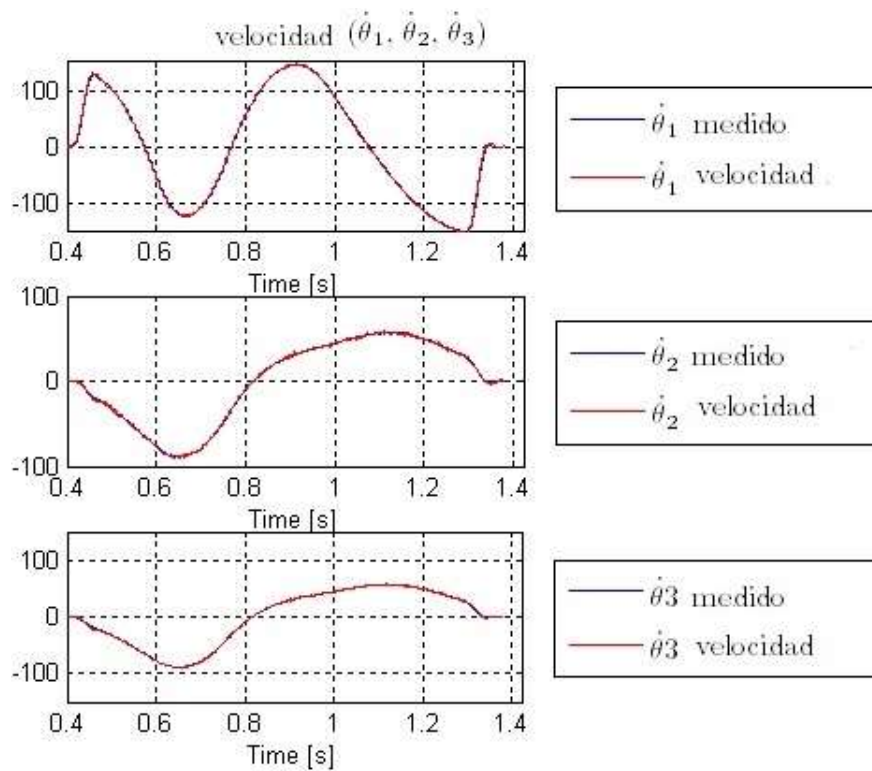 velocidad (θ̇₁, θ̇₂, θ̇₃)
100
0
-100
0.4 0.6 0.8 1 1.2 1.4
Time [s]
θ̇₁ medido
θ̇₁ velocidad
100
0
-100
0.4 0.6 0.8 1 1.2 1.4
Time [s]
θ̇₂ medido
θ̇₂ velocidad
100
0
-100
0.4 0.6 0.8 1 1.2 1.4
Time [s]
θ̇3 medido
θ̇3 velocidad